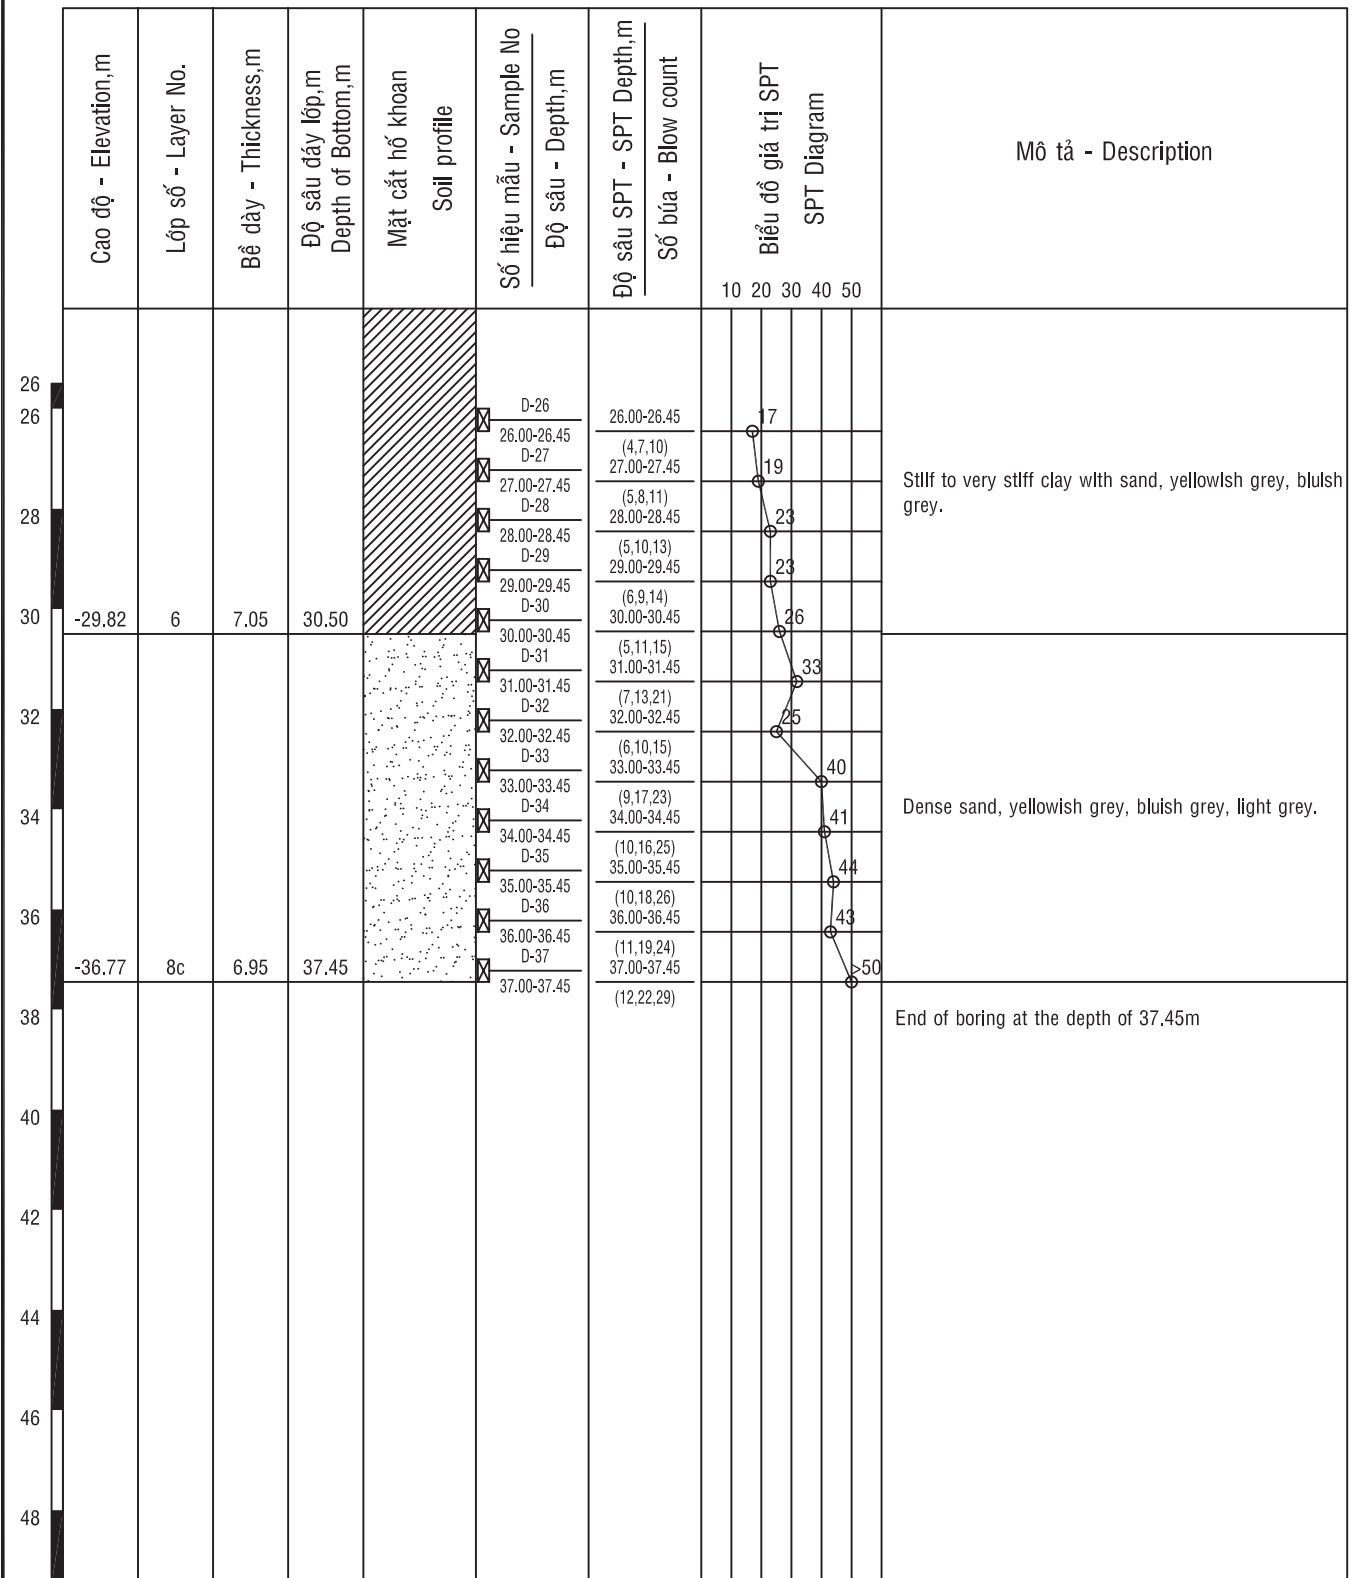 Cao độ - Elevation,m
Lớp số - Layer No.
Bề dày - Thickness,m
Độ sâu đáy lớp,m
Depth of Bottom,m
Mặt cắt hố khoan
Soil profile
Số hiệu mẫu - Sample No
Độ sâu - Depth,m
Độ sâu SPT - SPT Depth,m
Số búa - Blow count
Biểu đồ giá trị SPT
SPT Diagram
10 20 30 40 50
Mô tả - Description
26
26
28
30
32
34
36
38
40
42
44
46
48
-29.82 6 7.05 30.50
-36.77 8c 6.95 37.45
D-26
26.00-26.45
D-27
27.00-27.45
D-28
28.00-28.45
D-29
29.00-29.45
D-30
30.00-30.45
D-31
31.00-31.45
D-32
32.00-32.45
D-33
33.00-33.45
D-34
34.00-34.45
D-35
35.00-35.45
D-36
36.00-36.45
D-37
37.00-37.45
26.00-26.45
(4,7,10)
27.00-27.45
(5,8,11)
28.00-28.45
(5,10,13)
29.00-29.45
(6,9,14)
30.00-30.45
(5,11,15)
31.00-31.45
(7,13,21)
32.00-32.45
(6,10,15)
33.00-33.45
(9,17,23)
34.00-34.45
(10,16,25)
35.00-35.45
(10,18,26)
36.00-36.45
(11,19,24)
37.00-37.45
(12,22,29)
17
19
23
23
26
33
25
40
41
44
43
>50
Stiff to very stiff clay with sand, yellowish grey, bluish
grey.
Dense sand, yellowish grey, bluish grey, light grey.
End of boring at the depth of 37.45m